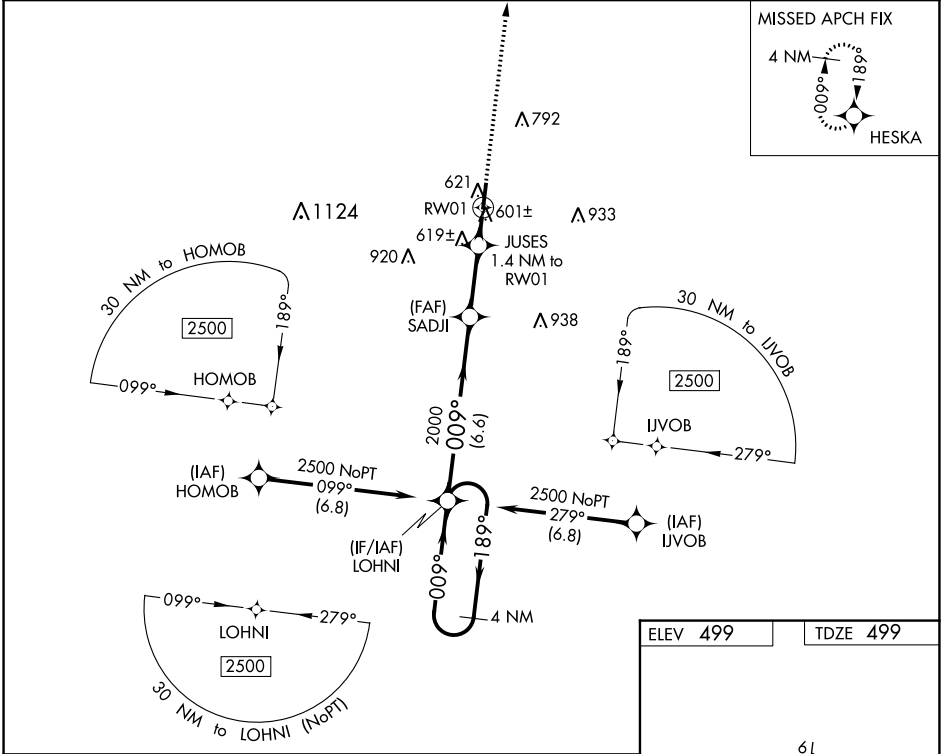 MISSED APCH FIX
4 NM
009°
189°
HESKA
792
621
RW01
601±
1124
933
619±
JUSES
1.4 NM to
RW01
920
(FAF)
SADJI
938
30 NM to HOMOB
2500
189°
HOMOB
099°
30 NM to IJVOB
189°
2500
IJVOB
279°
2000
009°
(6.6)
(IAF)
HOMOB
2500 NoPT
099°
(6.8)
2500 NoPT
279°
(6.8)
(IAF)
IJVOB
(IF/IAF)
LOHNI
009°
189°
4 NM
099°
279°
LOHNI
2500
30 NM to LOHNI (NoPT)
ELEV 499
TDZE 499